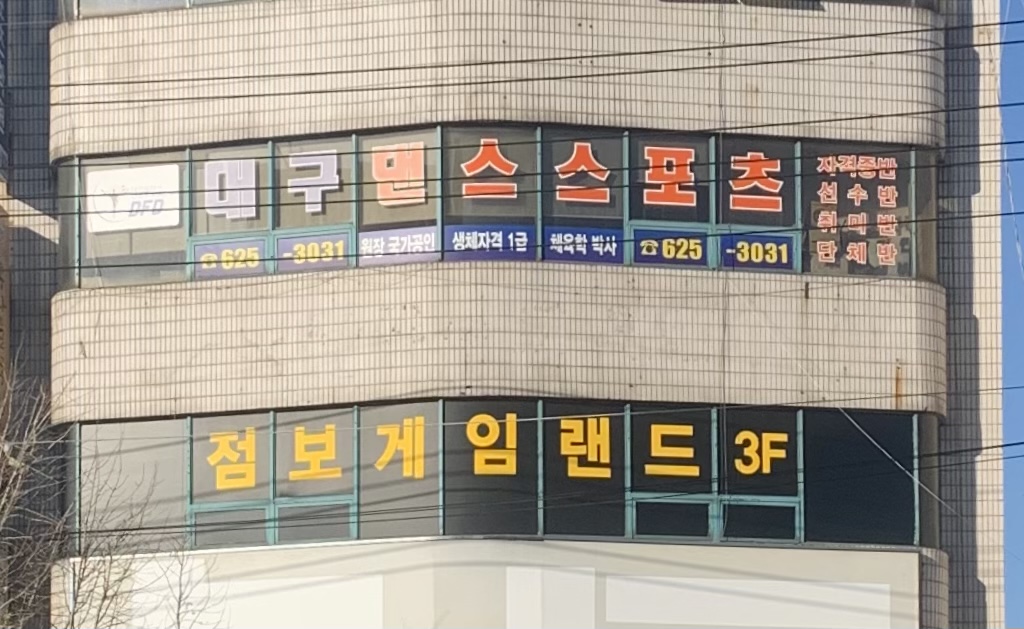 DFD
대구댄스스포츠
☎625-3031 원장 국가공인 생체자격 1급 체육학 박사 ☎625-3031
자격증반
선수반
취미반
단체반
점보게임랜드 3F